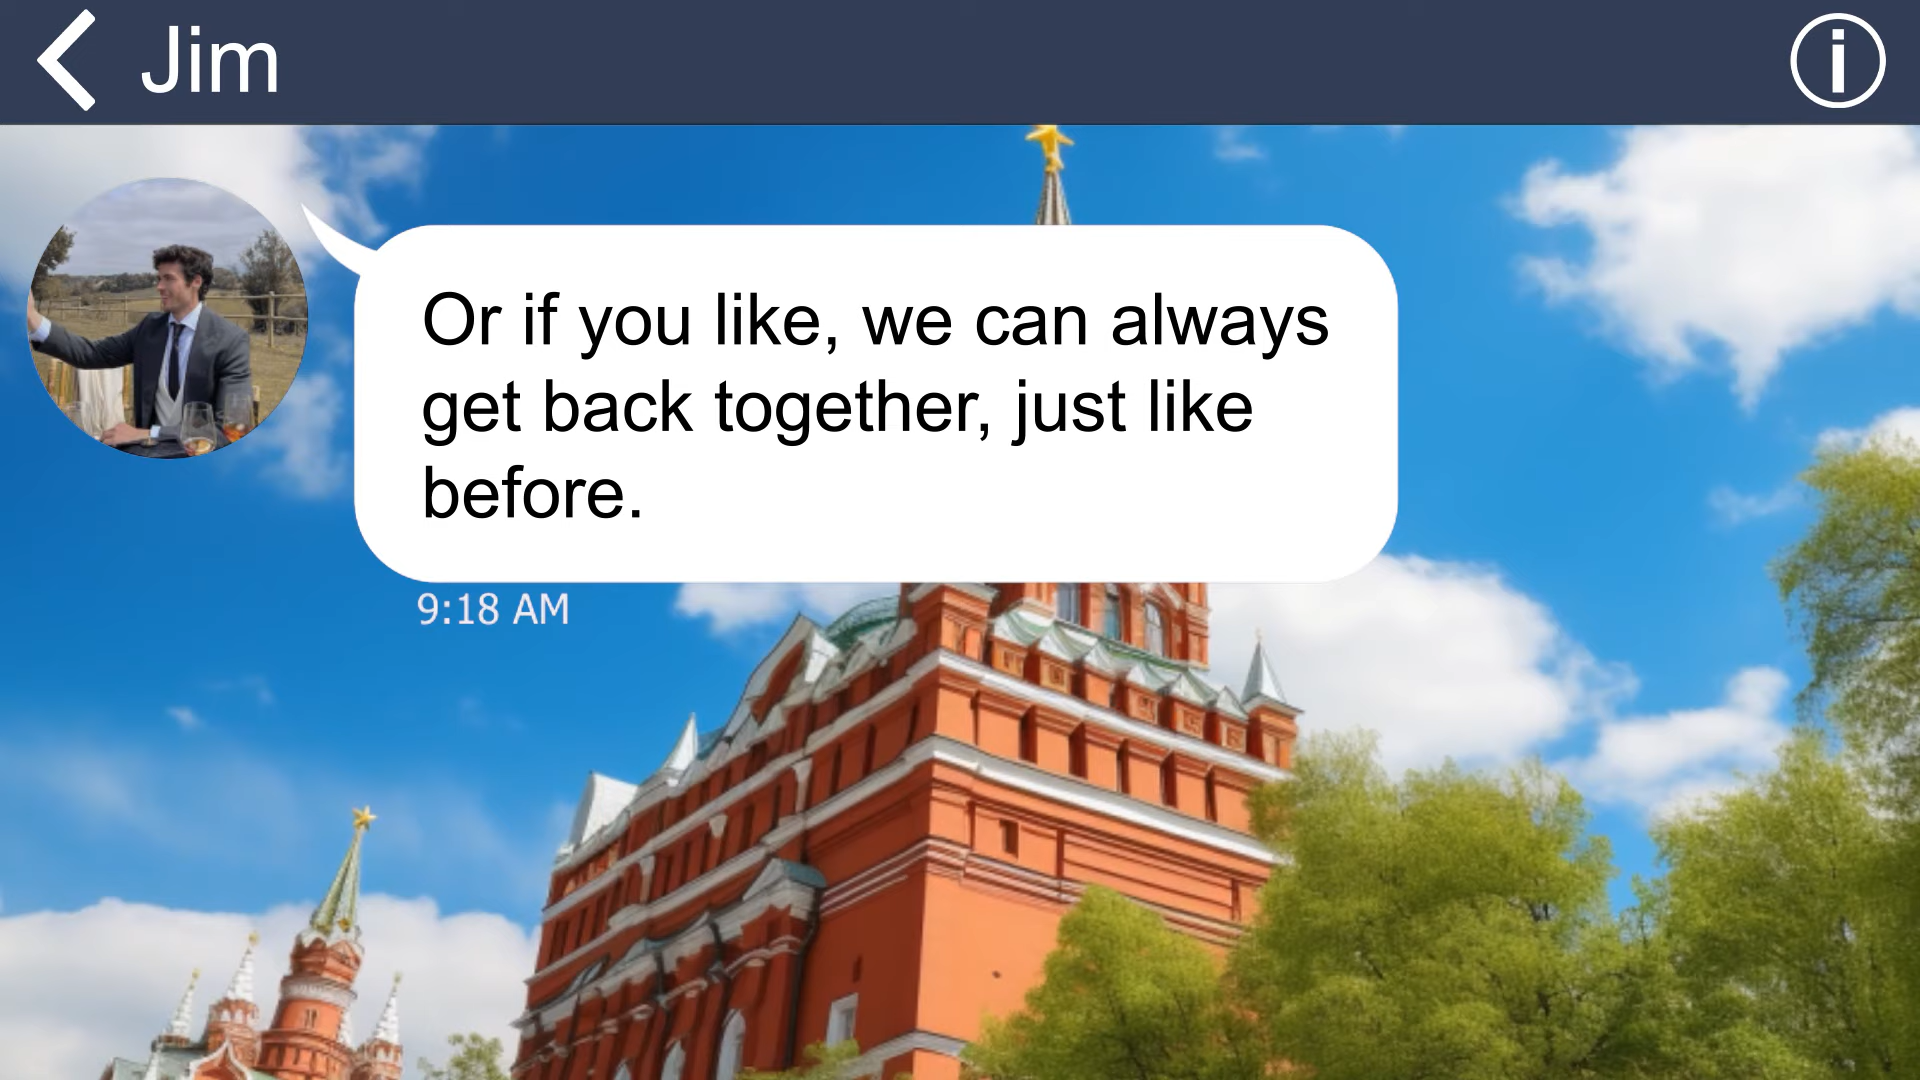 Jim
Or if you like, we can always
get back together, just like
before.
9:18 AM